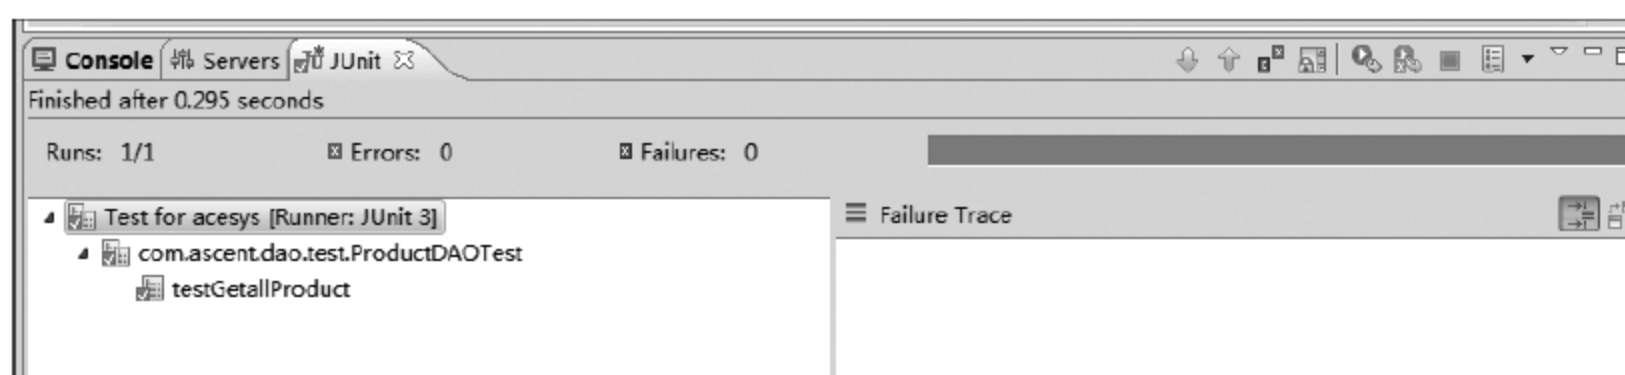 Console Servers JUnit
Finished after 0.295 seconds
Runs: 1/1 Errors: 0 Failures: 0
Test for acesys [Runner: JUnit 3]
Failure Trace
com.ascent.dao.test.ProductDAOTest
testGetallProduct